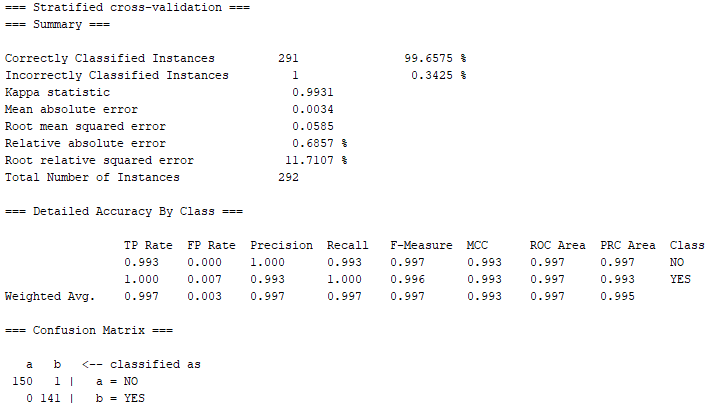 === Stratified cross-validation ===
=== Summary ===
Correctly Classified Instances 291 99.6575 %
Incorrectly Classified Instances 1 0.3425 %
Kappa statistic 0.9931
Mean absolute error 0.0034
Root mean squared error 0.0585
Relative absolute error 0.6857 %
Root relative squared error 11.7107 %
Total Number of Instances 292
=== Detailed Accuracy By Class ===
TP Rate FP Rate Precision Recall F-Measure MCC ROC Area PRC Area Class
0.993 0.000 1.000 0.993 0.997 0.993 0.997 0.997 NO
1.000 0.007 0.993 1.000 0.996 0.993 0.997 0.993 YES
Weighted Avg. 0.997 0.003 0.997 0.997 0.997 0.993 0.997 0.995
=== Confusion Matrix ===
a b <-- classified as
150 1 | a = NO
0 141 | b = YES